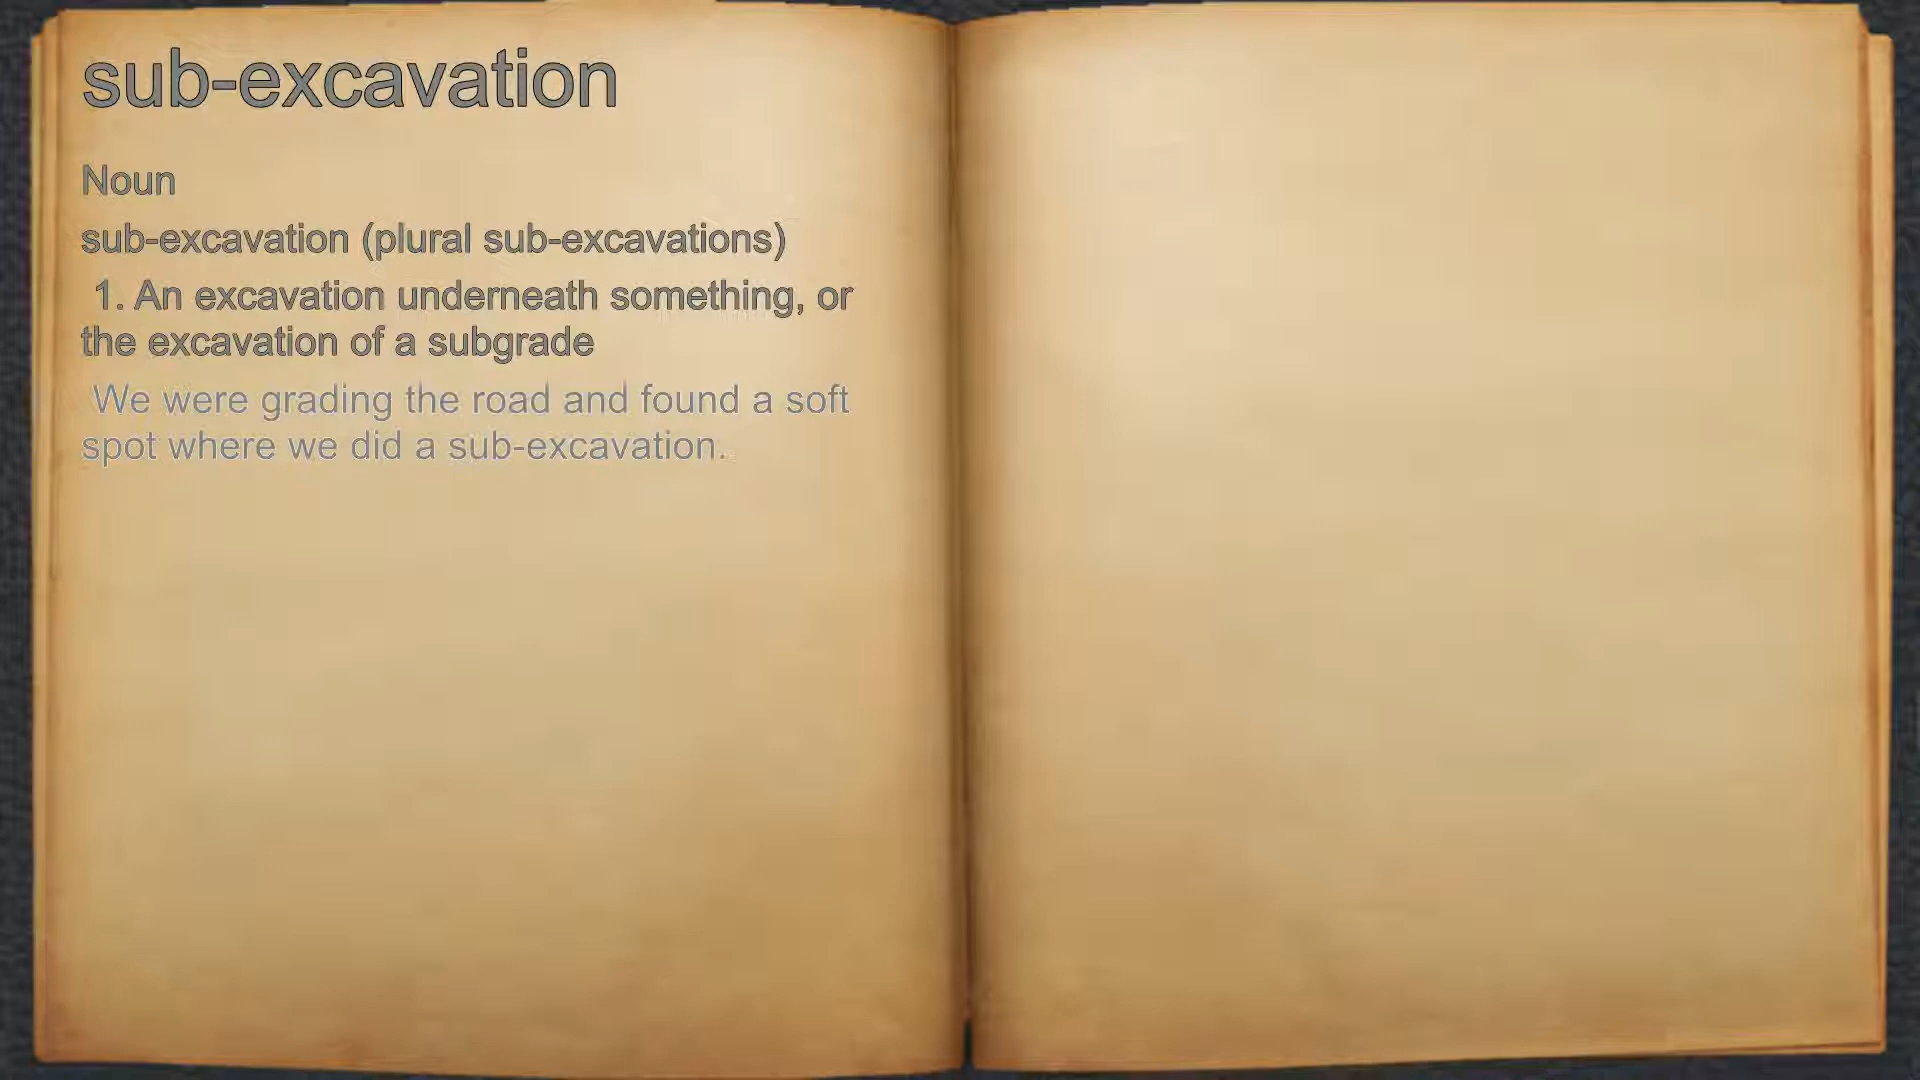 sub-excavation
Noun
sub-excavation (plural sub-excavations)
1. An excavation underneath something, or
the excavation of a subgrade
We were grading the road and found a soft
spot where we did a sub-excavation.